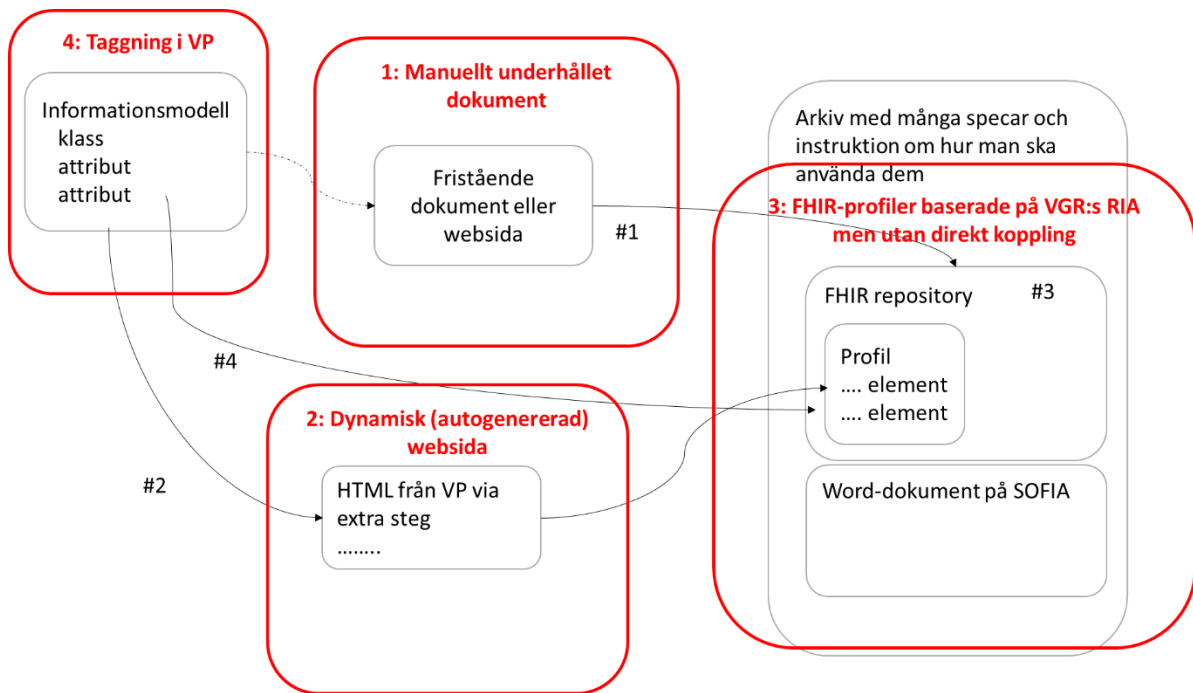 4: Taggning i VP
Informationsmodell
klass
attribut
attribut
1: Manuellt underhållet
dokument
Fristående
dokument eller
websida
#1
Arkiv med många specar och
instruktion om hur man ska
använda dem
3: FHIR-profiler baserade på VGR:s RIA
men utan direkt koppling
FHIR repository
#3
Profil
.... element
.... element
Word-dokument på SOFIA
#4
2: Dynamisk (autogenererad)
websida
#2
HTML från VP via
extra steg
........